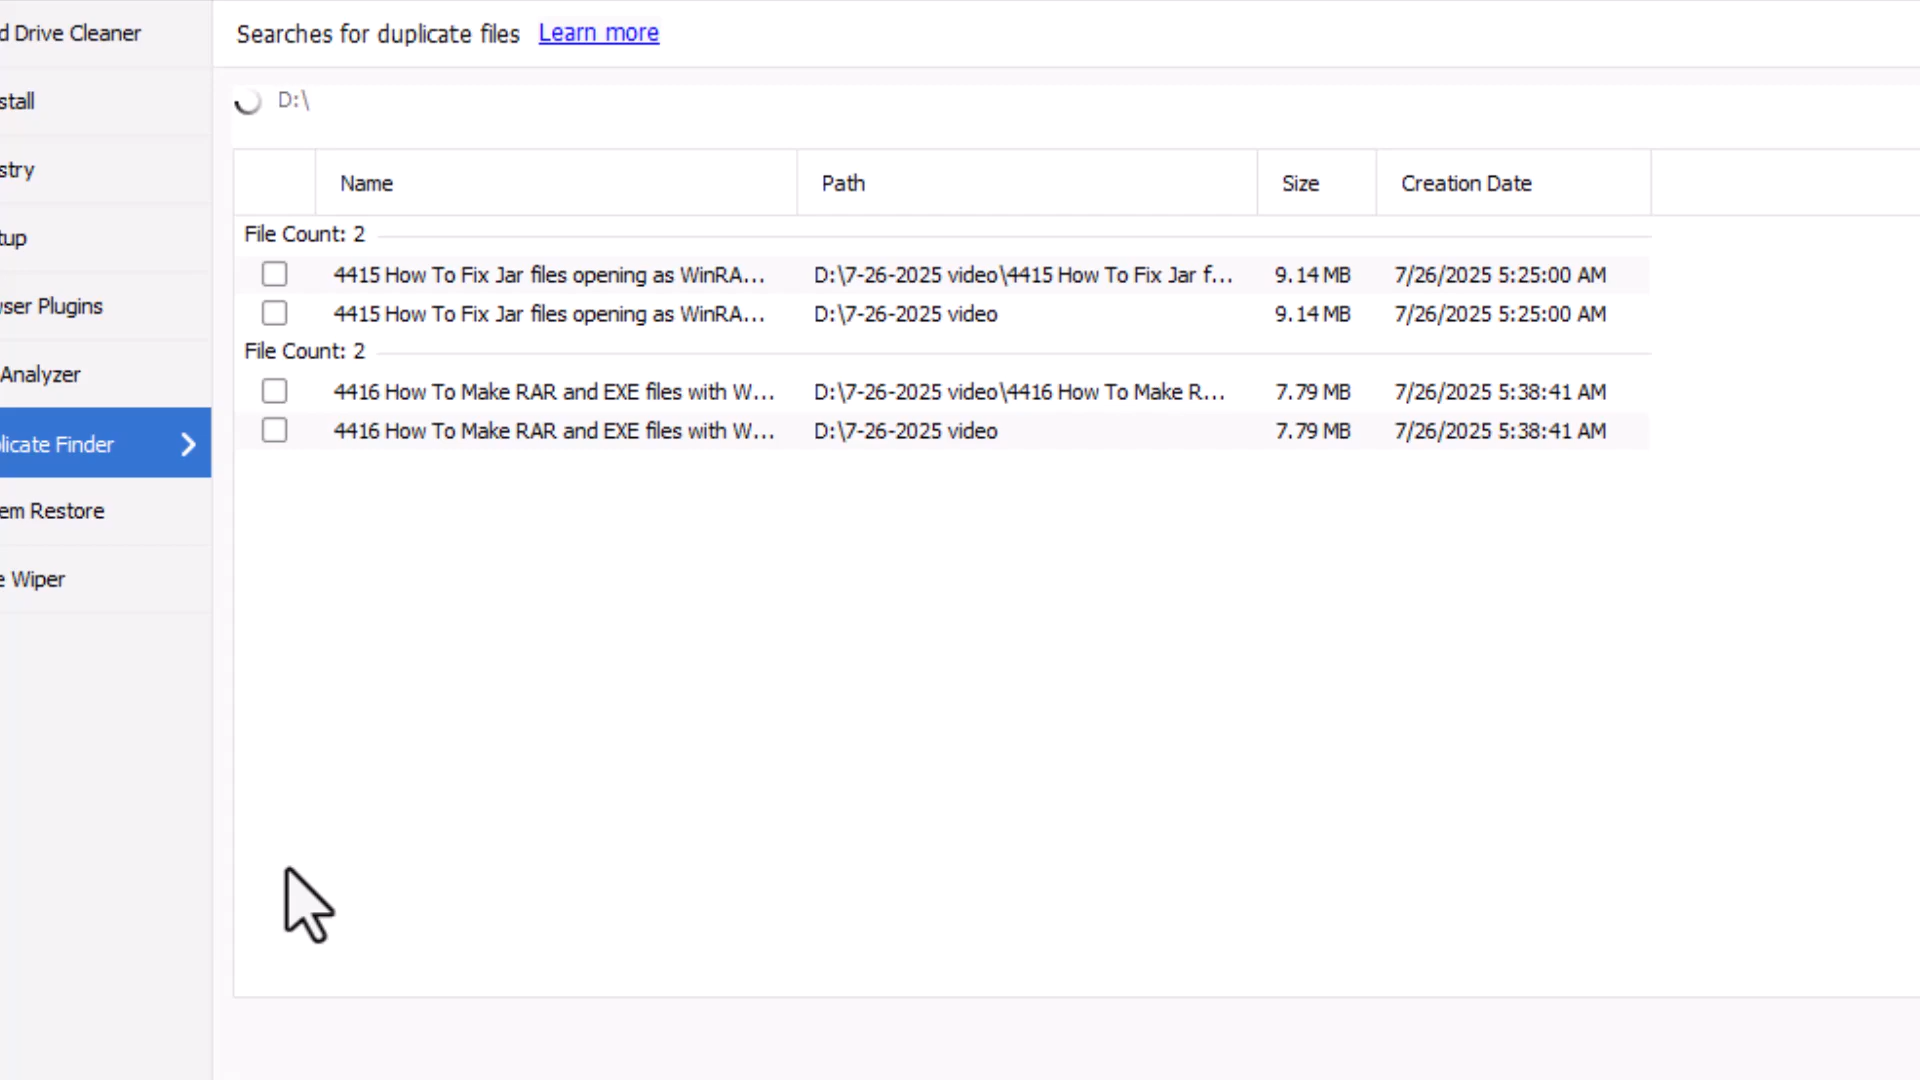 d Drive Cleaner
stall
stry
tup
ser Plugins
Analyzer
licate Finder
em Restore
e Wiper
Searches for duplicate files Learn more
D:\
Name Path Size Creation Date
File Count: 2
4415 How To Fix Jar files opening as WinRA... D:\7-26-2025 video\4415 How To Fix Jar f... 9.14 MB 7/26/2025 5:25:00 AM
4415 How To Fix Jar files opening as WinRA... D:\7-26-2025 video 9.14 MB 7/26/2025 5:25:00 AM
File Count: 2
4416 How To Make RAR and EXE files with W... D:\7-26-2025 video\4416 How To Make R... 7.79 MB 7/26/2025 5:38:41 AM
4416 How To Make RAR and EXE files with W... D:\7-26-2025 video 7.79 MB 7/26/2025 5:38:41 AM